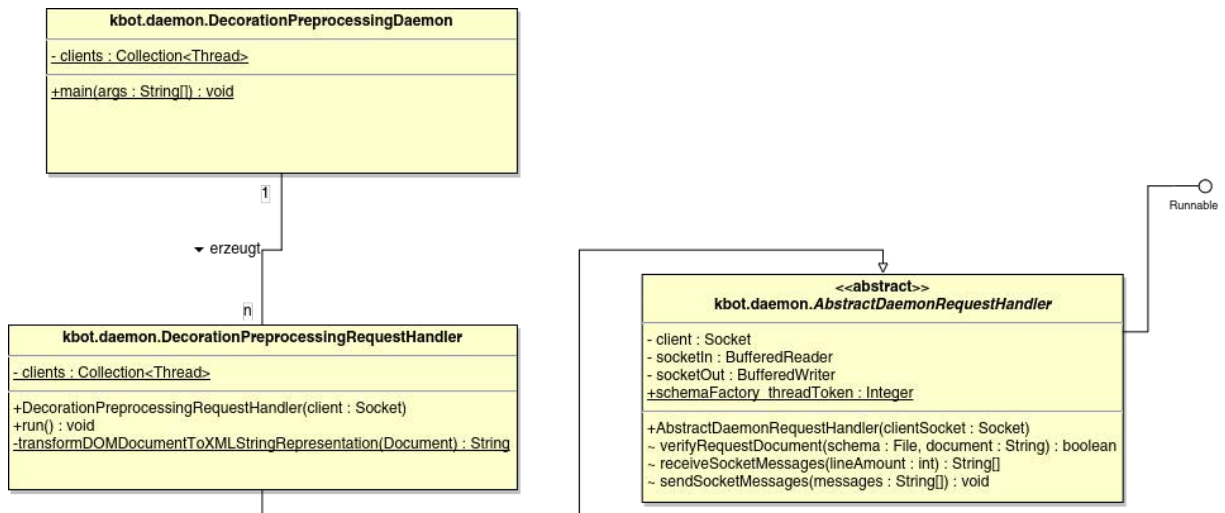 kbot.daemon.DecorationPreprocessingDaemon
- clients : Collection<Thread>
+main(args : String[]) : void
1
erzeugt
n
kbot.daemon.DecorationPreprocessingRequestHandler
- clients : Collection<Thread>
+DecorationPreprocessingRequestHandler(client : Socket)
+run() : void
-transformDOMDocumentToXMLStringRepresentation(Document) : String
Runnable
<<abstract>>
kbot.daemon.AbstractDaemonRequestHandler
- client : Socket
- socketIn : BufferedReader
- socketOut : BufferedWriter
+schemaFactory_threadToken : Integer
+AbstractDaemonRequestHandler(clientSocket : Socket)
~ verifyRequestDocument(schema : File, document : String) : boolean
~ receiveSocketMessages(lineAmount : int) : String[]
~ sendSocketMessages(messages : String[]) : void